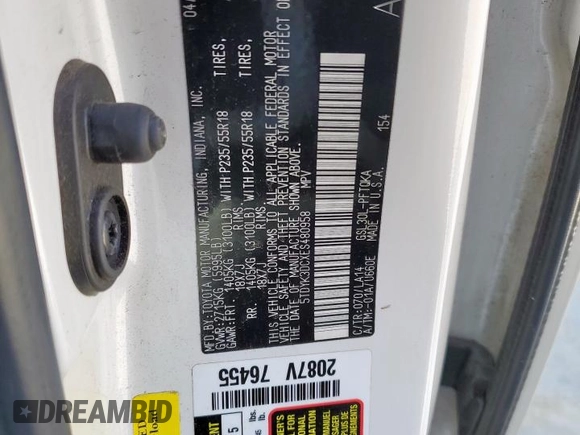 04/
MFD.BY:TOYOTA MOTOR MANUFACTURING, INDIANA, INC.
GVWR:2715KG (5995LB)
GAWR:FRT. 1405KG (3100LB) WITH P235/55R18 TIRES,
18X7J RIMS.
RR. 1405KG (3100LB) WITH P235/55R18 TIRES,
18X7J RIMS.
THIS VEHICLE CONFORMS TO ALL APPLICABLE FEDERAL MOTOR
VEHICLE SAFETY AND THEFT PREVENTION STANDARDS IN EFFECT ON
THE DATE OF MANUFACTURE SHOWN ABOVE.
5TDYK3DCXES480958 MPV
154
C/TR:070/LA14 GSL30L-PFTQKA
A/TM:-01A/U660E MADE IN U.S.A.
2087V 76455
DREAMBID